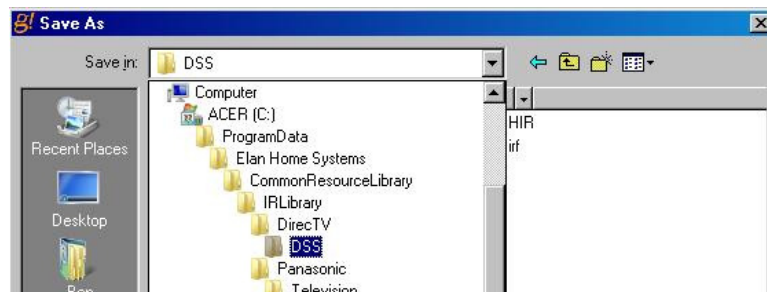 g! Save As
Save in: DSS
Computer
ACER (C:)
ProgramData
Elan Home Systems
CommonResourceLibrary
IRLibrary
DirecTV
DSS
Panasonic
Television
HIR
irf
Recent Places
Desktop